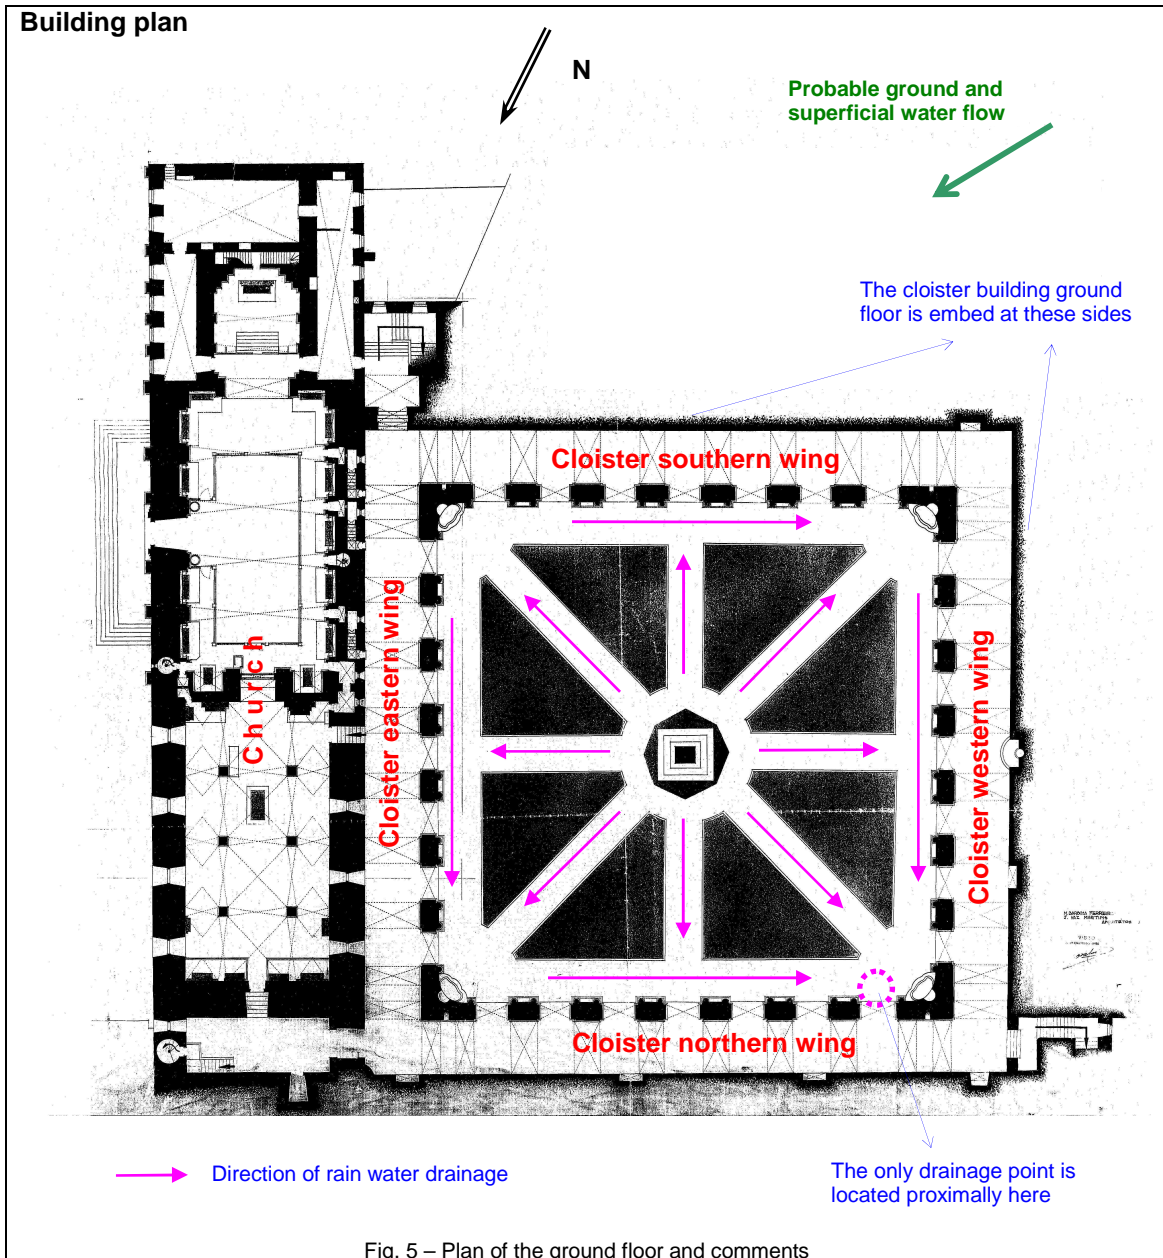 Building plan
N
Probable ground and
superficial water flow
The cloister building ground
floor is embed at these sides
Cloister southern wing
Cloister eastern wing
Church
Cloister western wing
Cloister northern wing
Direction of rain water drainage
The only drainage point is
located proximally here
Fig. 5 – Plan of the ground floor and comments